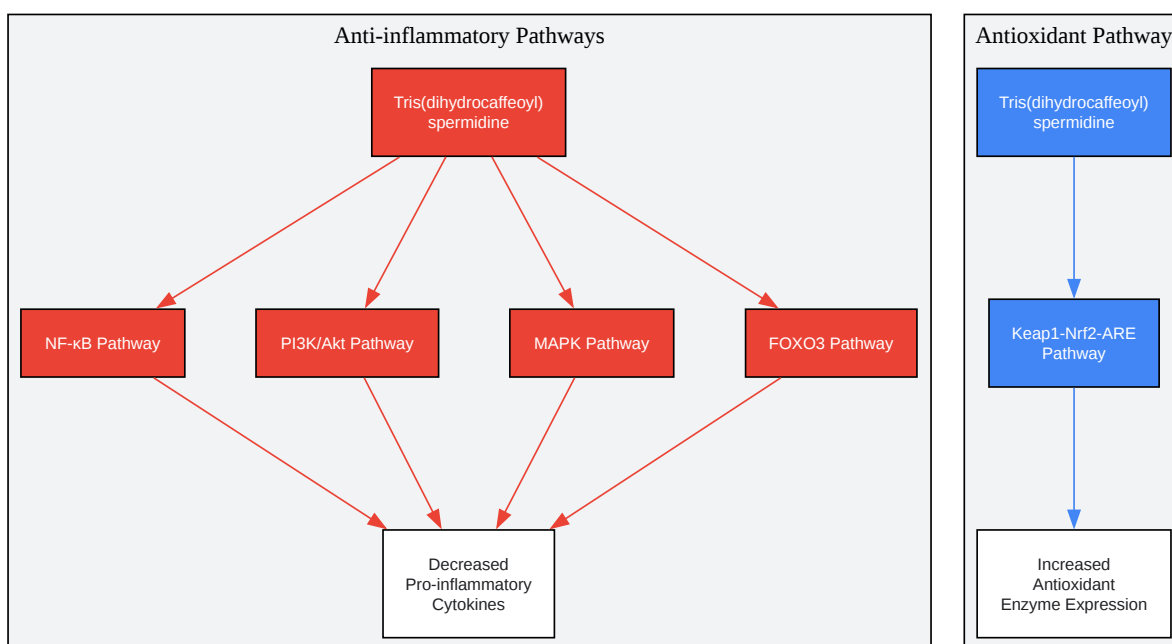 Anti-inflammatory Pathways
Tris(dihydrocaffeoyl)
spermidine
NF-κB Pathway
PI3K/Akt Pathway
MAPK Pathway
FOXO3 Pathway
Decreased
Pro-inflammatory
Cytokines
Antioxidant Pathway
Tris(dihydrocaffeoyl)
spermidine
Keap1-Nrf2-ARE
Pathway
Increased
Antioxidant
Enzyme Expression